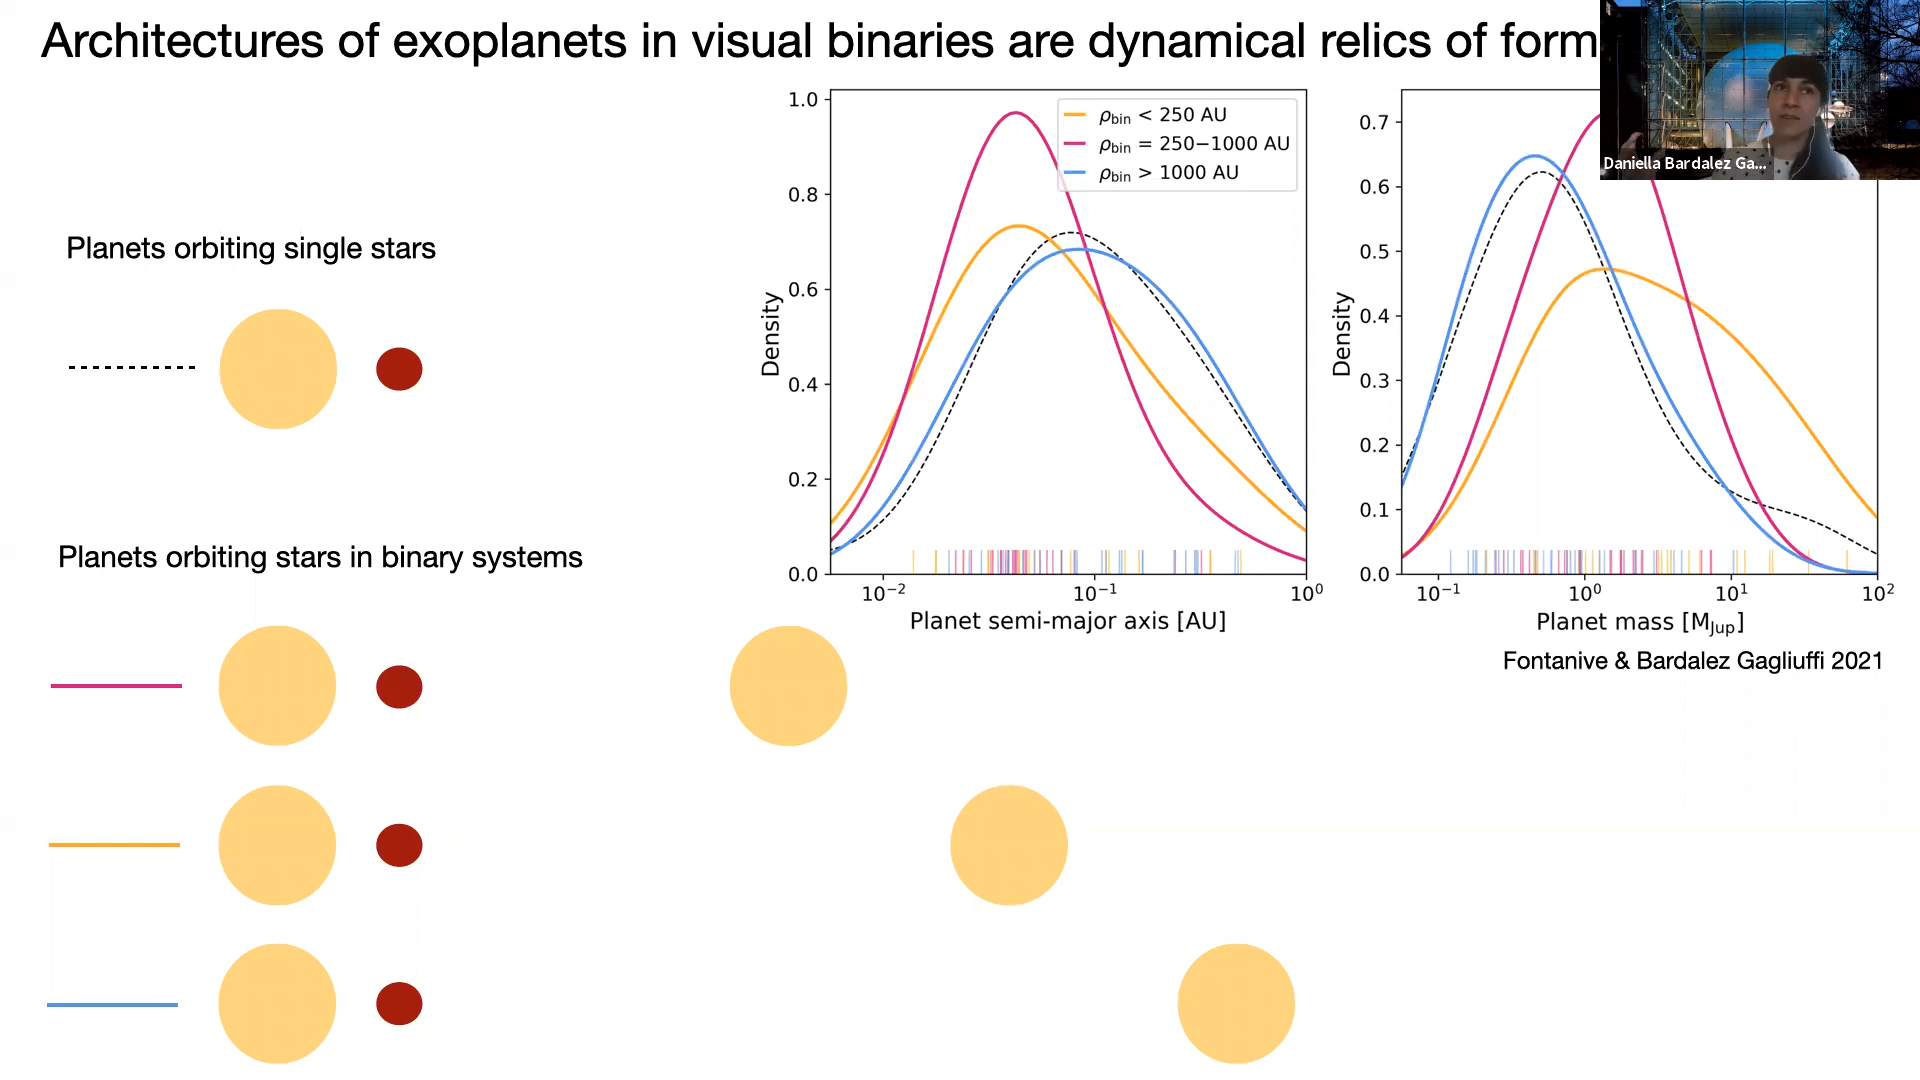 Architectures of exoplanets in visual binaries are dynamical relics of form
Daniella Bardalez Ga...
Planets orbiting single stars
Planets orbiting stars in binary systems
ρbin < 250 AU
ρbin = 250−1000 AU
ρbin > 1000 AU
1.0
0.8
0.6
0.4
0.2
0.0
Density
10⁻² 10⁻¹ 10⁰
Planet semi-major axis [AU]
0.7
0.6
0.5
0.4
0.3
0.2
0.1
0.0
Density
10⁻¹ 10⁰ 10¹ 10²
Planet mass [MJup]
Fontanive & Bardalez Gagliuffi 2021